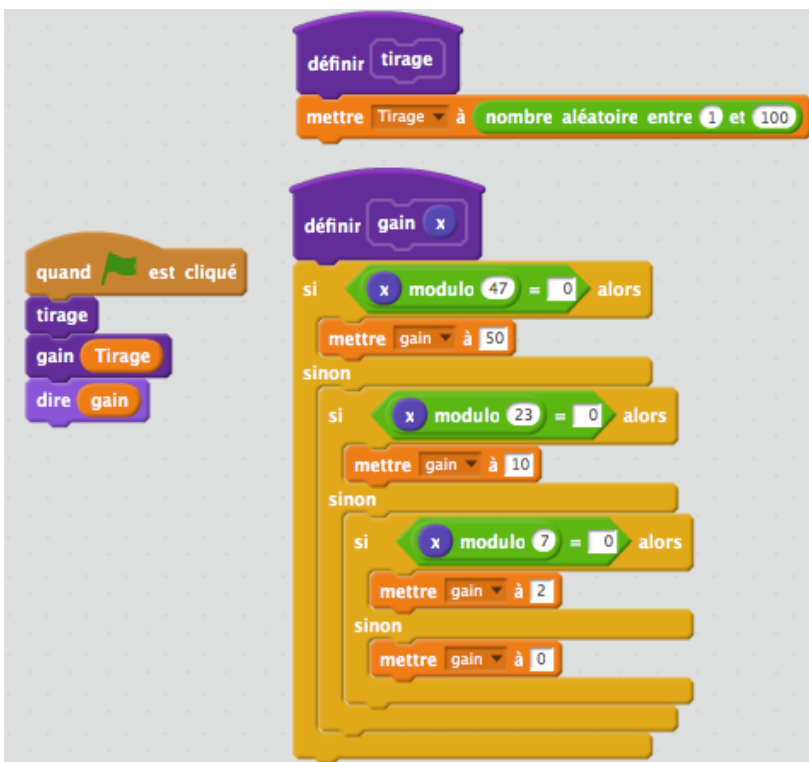 définir tirage
mettre Tirage à nombre aléatoire entre 1 et 100
quand est cliqué
tirage
gain Tirage
dire gain
définir gain x
si x modulo 47 = 0 alors
mettre gain à 50
sinon
si x modulo 23 = 0 alors
mettre gain à 10
sinon
si x modulo 7 = 0 alors
mettre gain à 2
sinon
mettre gain à 0